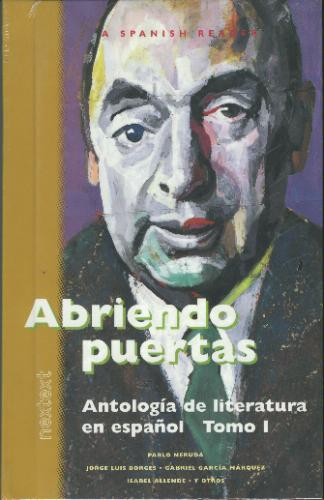 A SPANISH READER
Abriendo
puertas
Antología de literatura
en español Tomo I
nextext
PABLO NERUDA
JORGE LUIS BORGES • GABRIEL GARCÍA MÁRQUEZ
ISABEL ALLENDE • Y OTROS